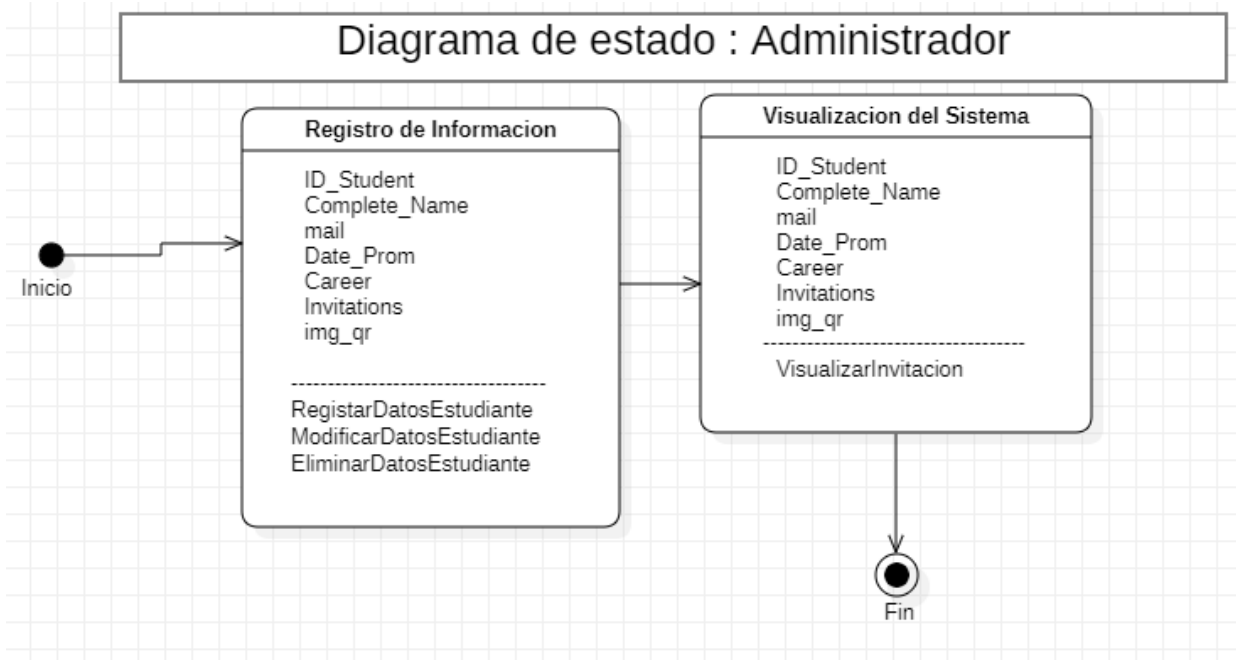 Diagrama de estado : Administrador
Inicio
Registro de Informacion
ID_Student
Complete_Name
mail
Date_Prom
Career
Invitations
img_qr
------------------------------------
RegistarDatosEstudiante
ModificarDatosEstudiante
EliminarDatosEstudiante
Visualizacion del Sistema
ID_Student
Complete_Name
mail
Date_Prom
Career
Invitations
img_qr
------------------------------------
VisualizarInvitacion
Fin